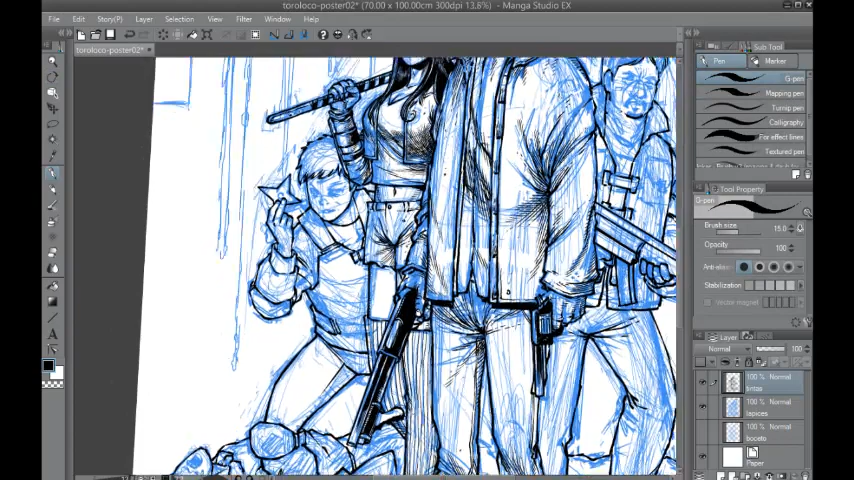 toroloco-poster02* (70.00 x 100.00cm 300dpi 13.8%) - Manga Studio EX
File Edit Story(P) Layer Selection View Filter Window Help
toroloco-poster02*
Sub Tool
Pen Marker
G-pen
Mapping pen
Turnip pen
Calligraphy
For effect lines
Textured pen
Tool Property
G-pen
Brush size 15.0
Opacity 100
Anti-alias
Stabilization
Vector magnet
Layer
Normal 100
100 % Normal
tintas
100 % Normal
lapices
100 % Normal
boceto
Paper